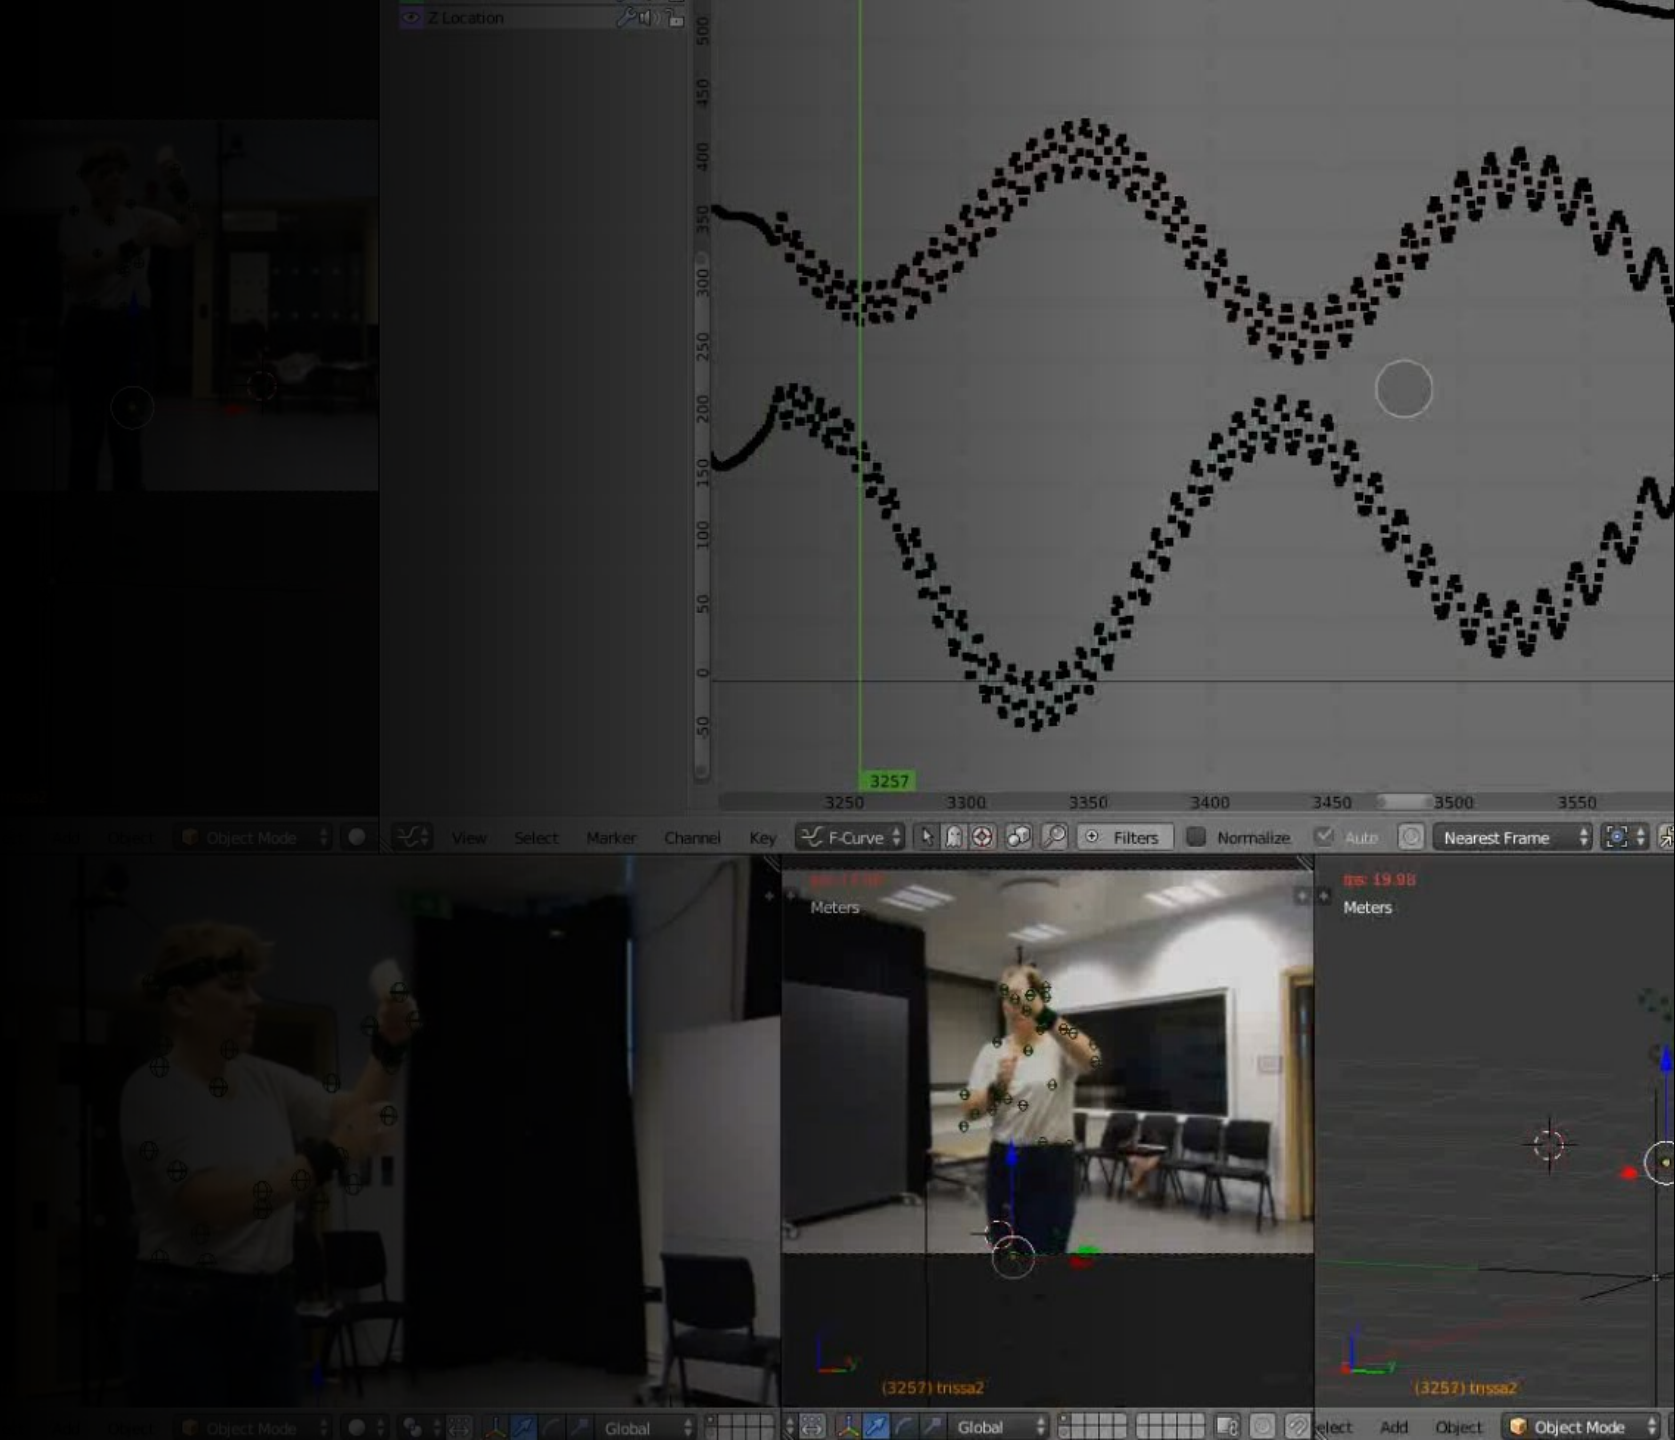 Z Location
500
450
400
350
300
250
200
150
100
50
0
50
3257
3250 3300 3350 3400 3450 3500 3550
Object Mode
View Select Marker Channel Key F-Curve Filters Normalize Auto Nearest Frame
Meters
fps: 19.98
Meters
(3257) trissa2
(3257) trissa2
Object Mode Global
Global
elect Add Object Object Mode